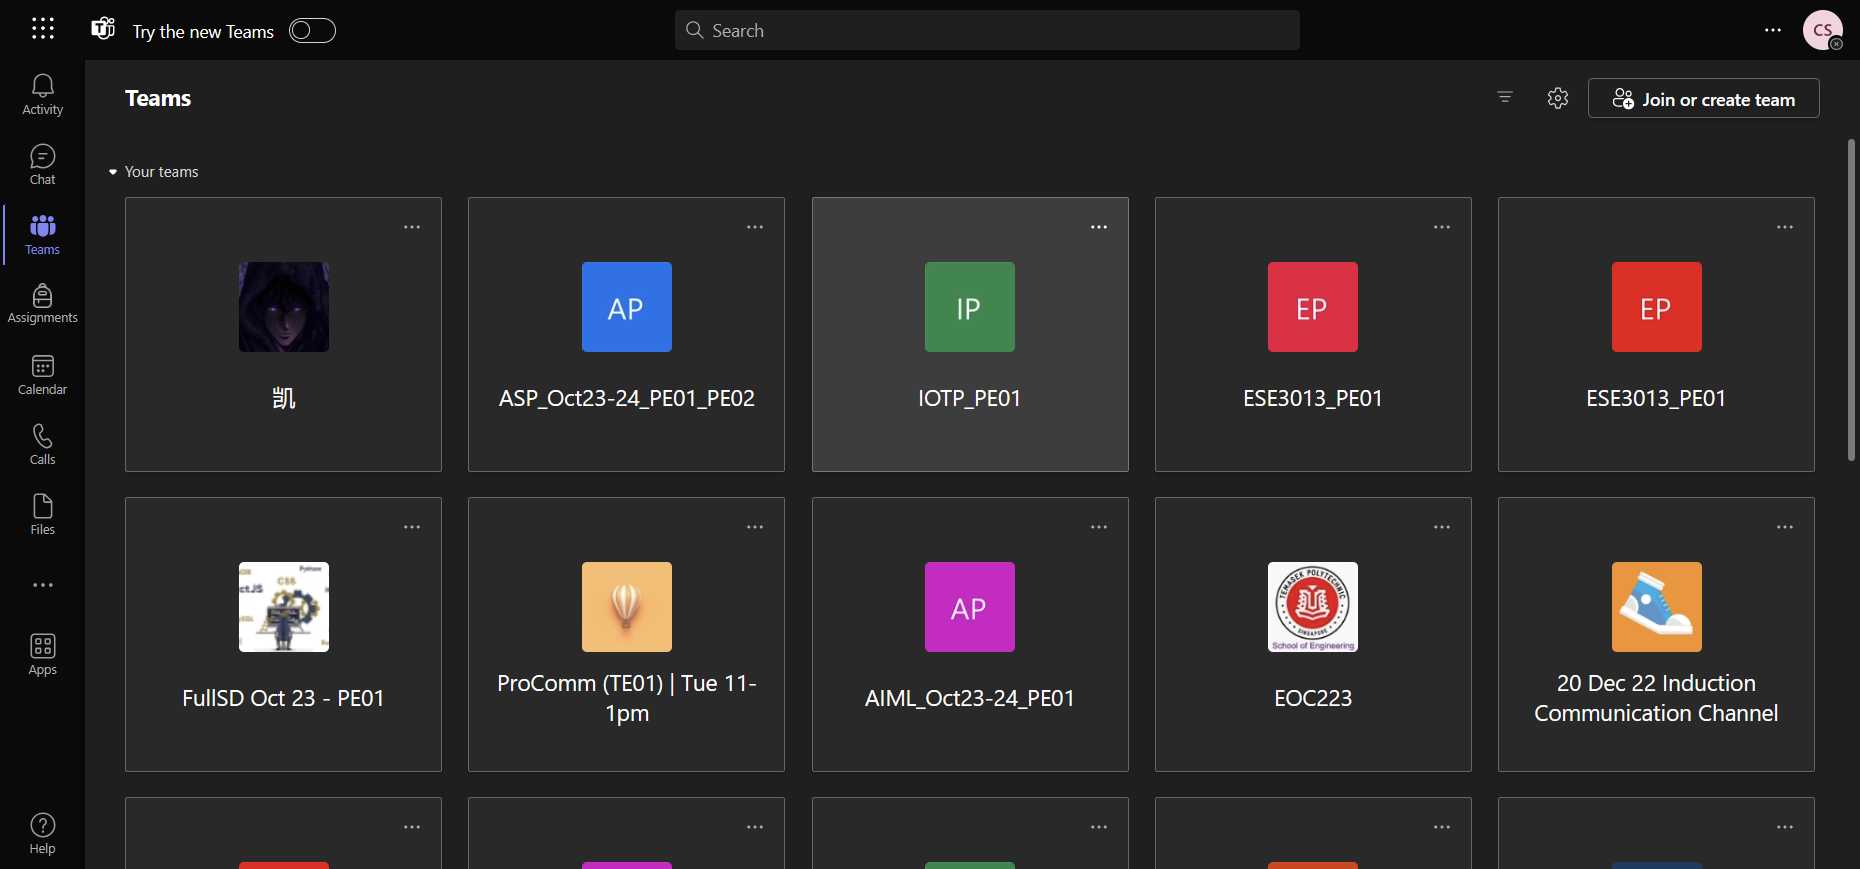 Try the new Teams
Search
CS
Activity
Chat
Teams
Assignments
Calendar
Calls
Files
Apps
Help
Teams
Join or create team
Your teams
凯
AP
ASP_Oct23-24_PE01_PE02
IP
IOTP_PE01
EP
ESE3013_PE01
EP
ESE3013_PE01
Python
CSS
ctJS
FullSD Oct 23 - PE01
ProComm (TE01) | Tue 11-
1pm
AP
AIML_Oct23-24_PE01
TEMASEK POLYTECHNIC
SINGAPORE
School of Engineering
EOC223
20 Dec 22 Induction
Communication Channel